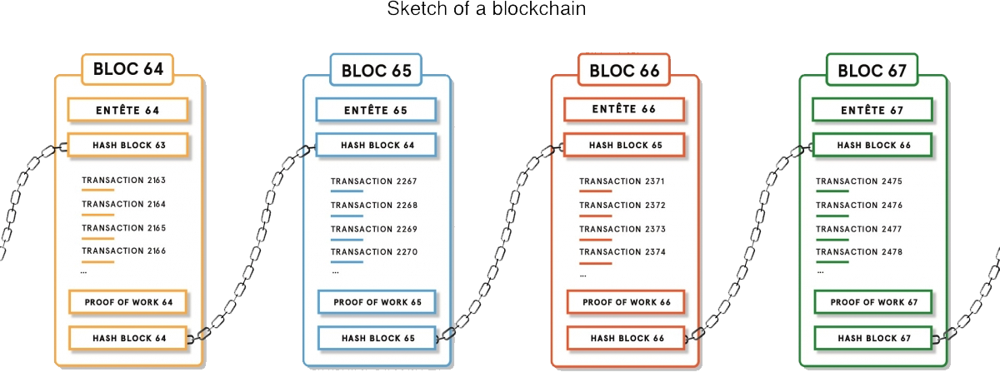 Sketch of a blockchain
BLOC 64
ENTÊTE 64
HASH BLOCK 63
TRANSACTION 2163
TRANSACTION 2164
TRANSACTION 2165
TRANSACTION 2166
...
PROOF OF WORK 64
HASH BLOCK 64
BLOC 65
ENTÊTE 65
HASH BLOCK 64
TRANSACTION 2267
TRANSACTION 2268
TRANSACTION 2269
TRANSACTION 2270
...
PROOF OF WORK 65
HASH BLOCK 65
BLOC 66
ENTÊTE 66
HASH BLOCK 65
TRANSACTION 2371
TRANSACTION 2372
TRANSACTION 2373
TRANSACTION 2374
...
PROOF OF WORK 66
HASH BLOCK 66
BLOC 67
ENTÊTE 67
HASH BLOCK 66
TRANSACTION 2475
TRANSACTION 2476
TRANSACTION 2477
TRANSACTION 2478
...
PROOF OF WORK 67
HASH BLOCK 67